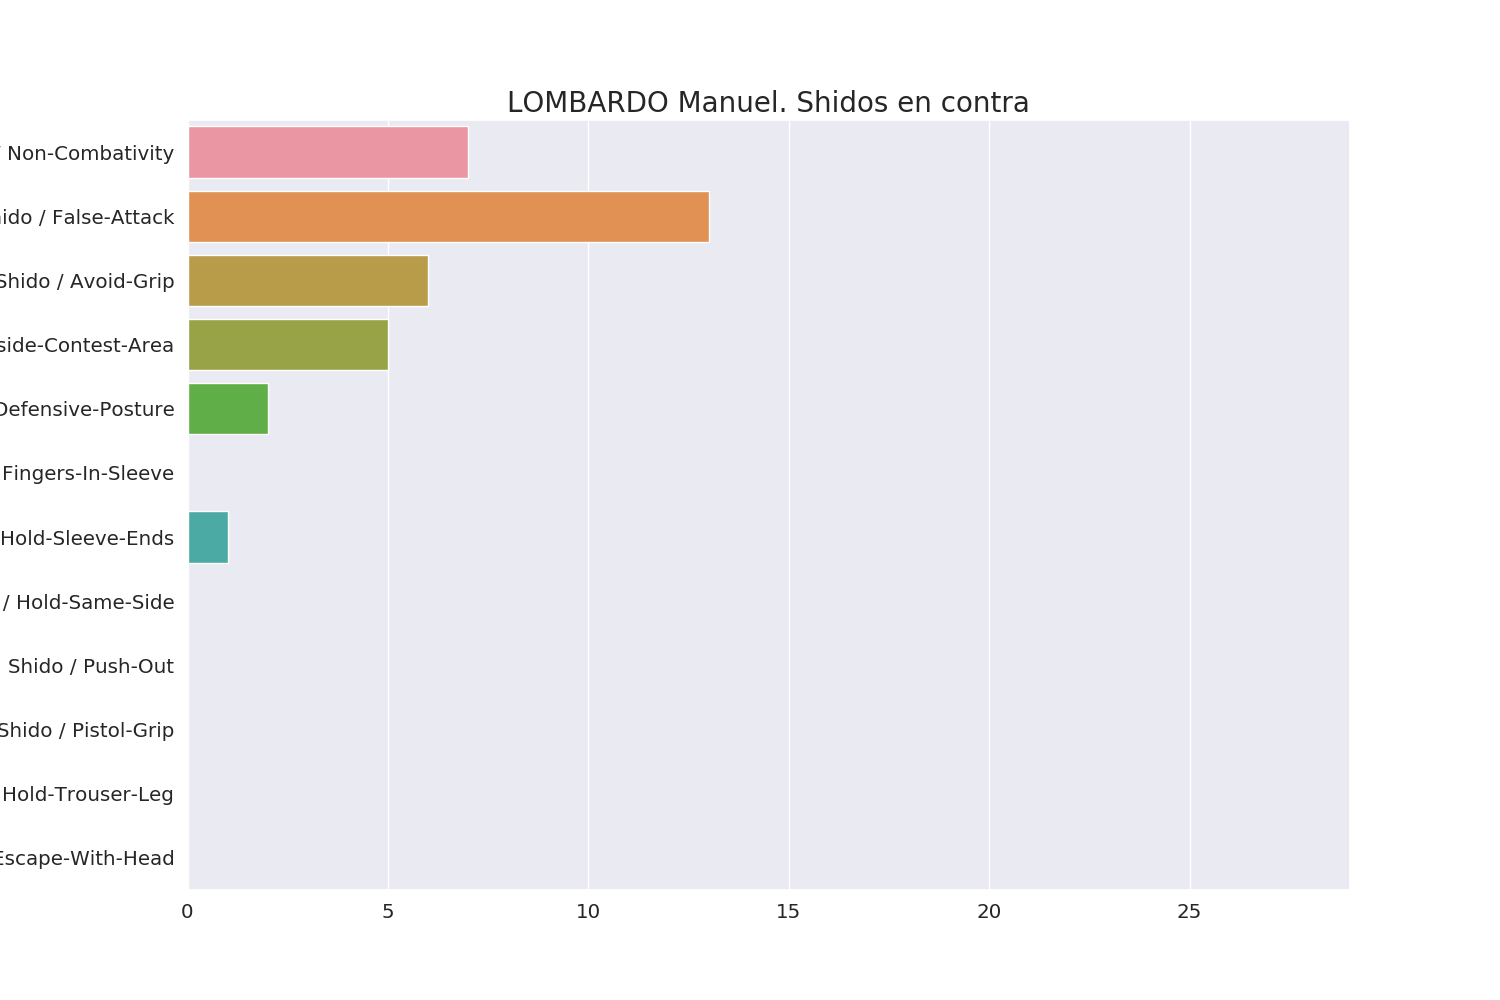 LOMBARDO Manuel. Shidos en contra
/ Non-Combativity
/ False-Attack
Shido / Avoid-Grip
side-Contest-Area
Defensive-Posture
Fingers-In-Sleeve
Hold-Sleeve-Ends
/ Hold-Same-Side
Shido / Push-Out
Shido / Pistol-Grip
Hold-Trouser-Leg
Escape-With-Head
0 5 10 15 20 25